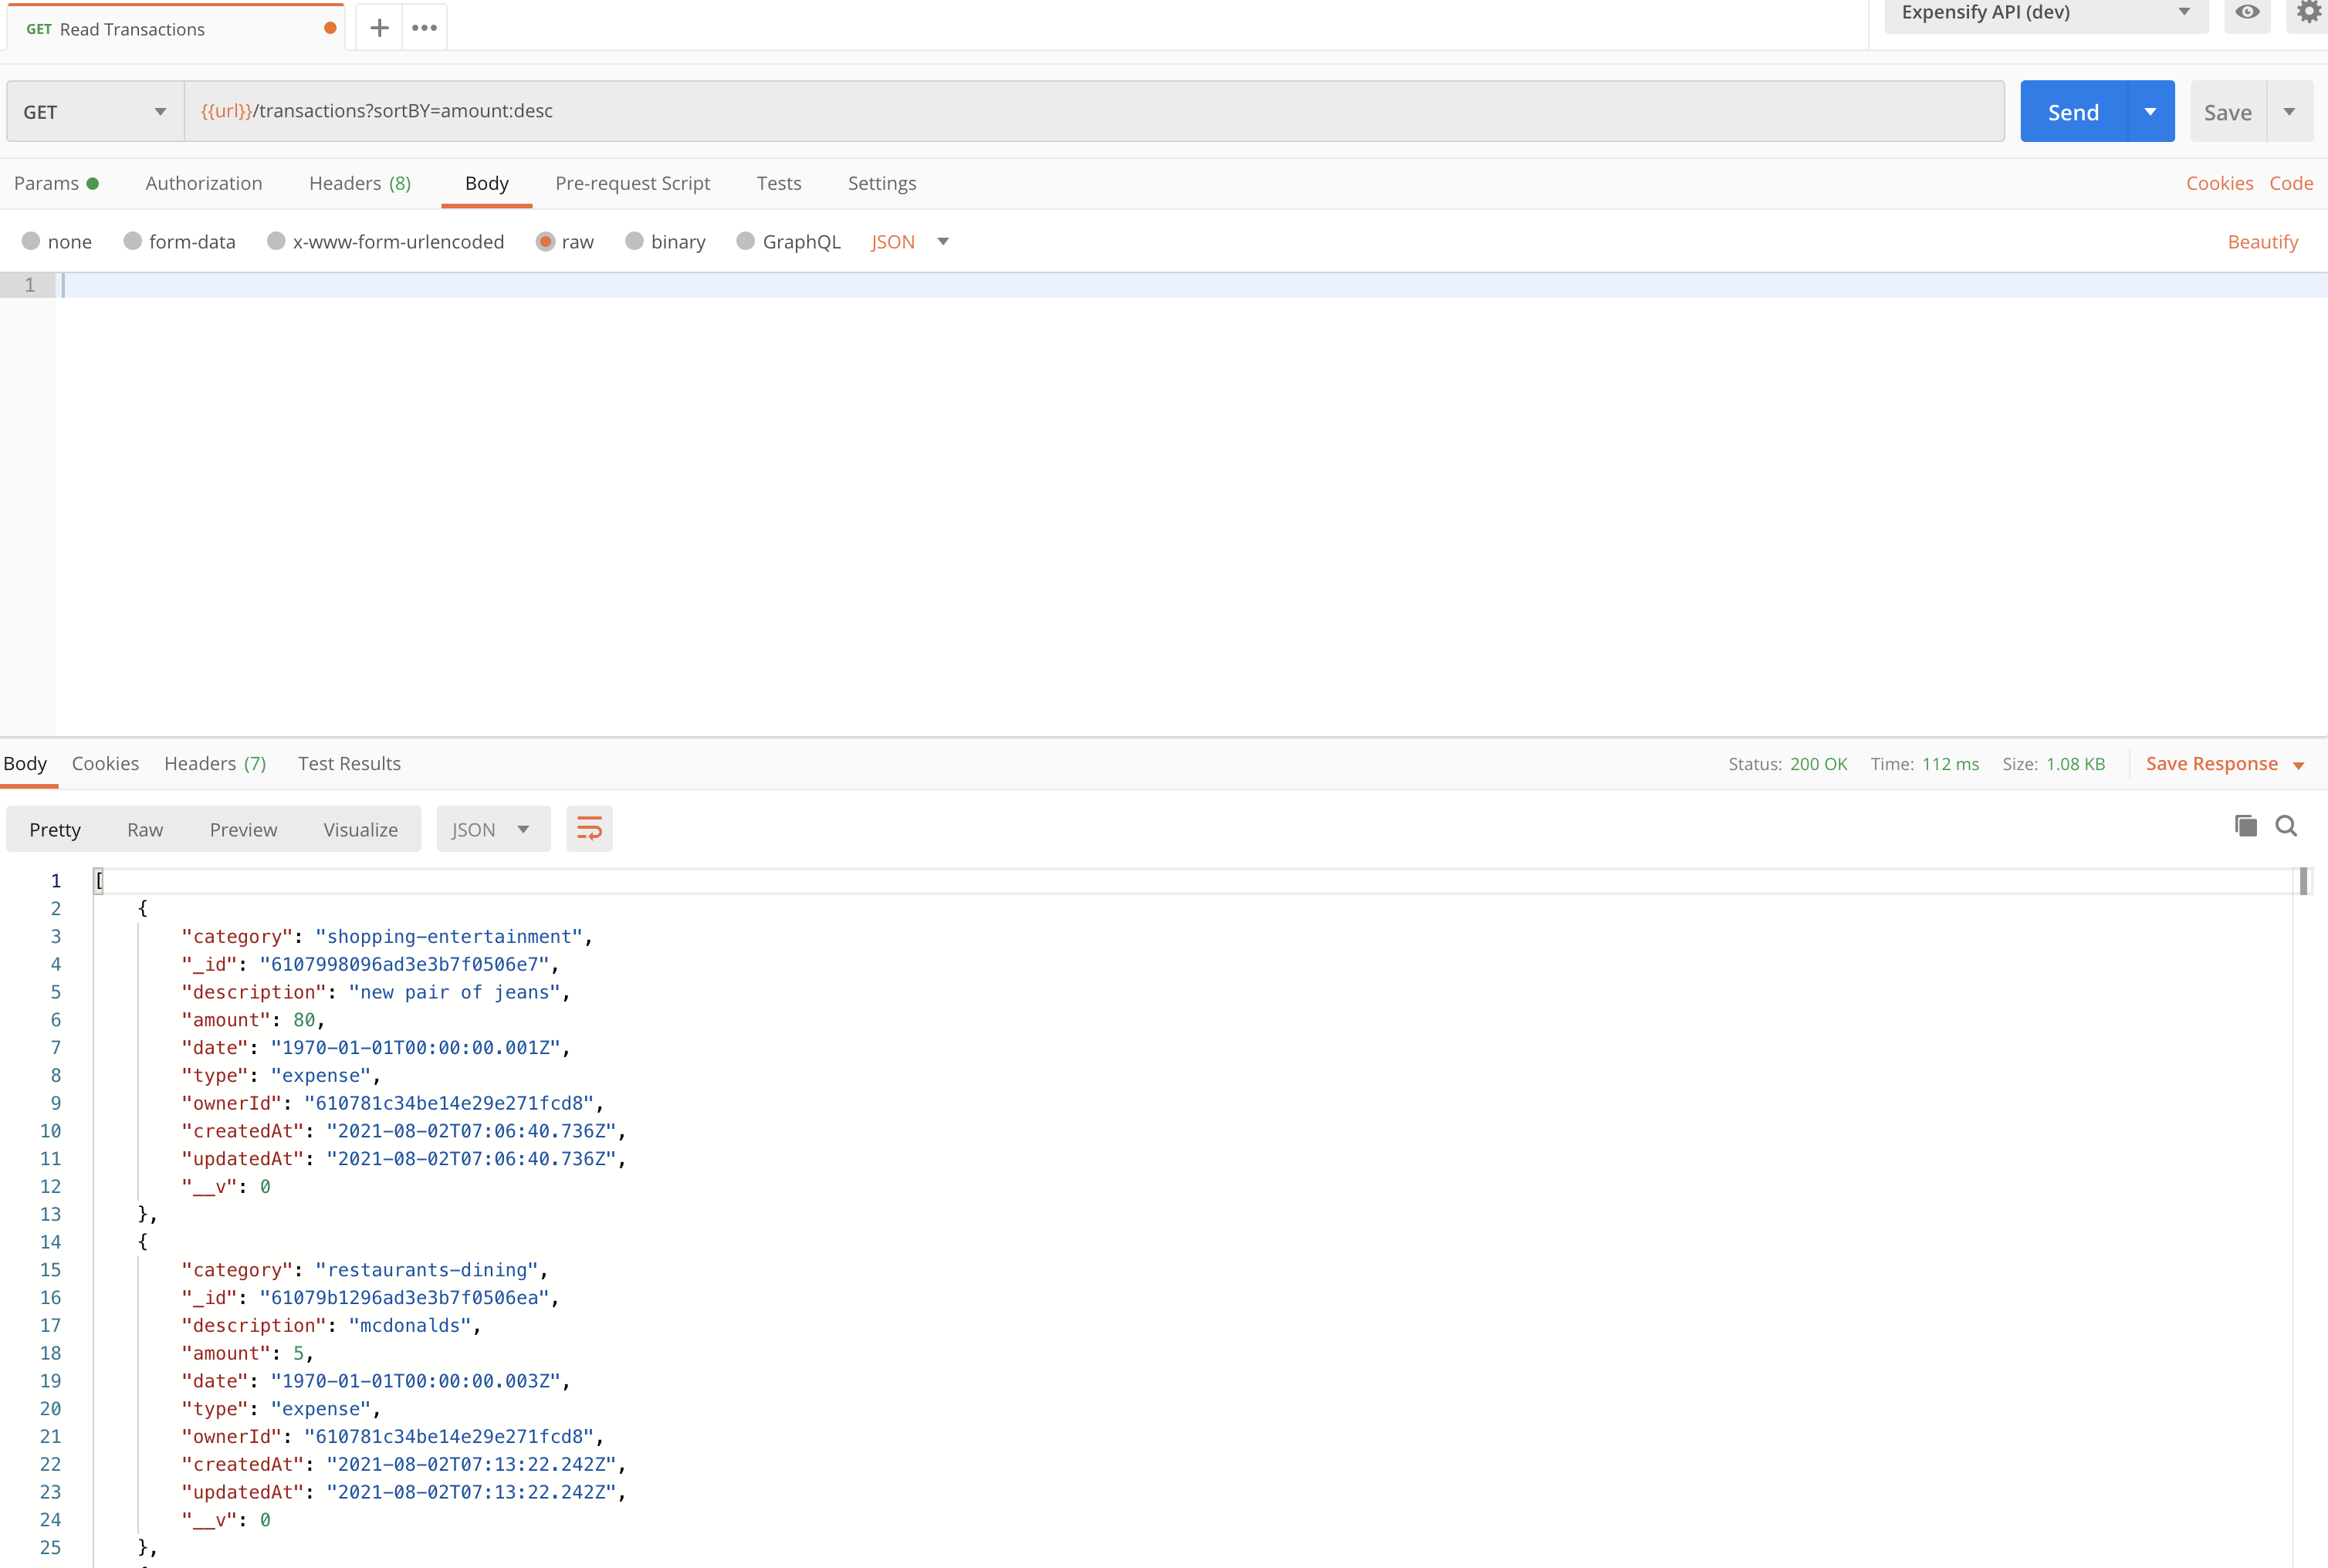 GET Read Transactions
Expensify API (dev)
GET
{{url}}/transactions?sortBY=amount:desc
Send
Save
Params
Authorization
Headers (8)
Body
Pre-request Script
Tests
Settings
Cookies
Code
none
form-data
x-www-form-urlencoded
raw
binary
GraphQL
JSON
Beautify
1
Body
Cookies
Headers (7)
Test Results
Status: 200 OK
Time: 112 ms
Size: 1.08 KB
Save Response
Pretty
Raw
Preview
Visualize
JSON
1 [
2 {
3 "category": "shopping-entertainment",
4 "_id": "6107998096ad3e3b7f0506e7",
5 "description": "new pair of jeans",
6 "amount": 80,
7 "date": "1970-01-01T00:00:00.001Z",
8 "type": "expense",
9 "ownerId": "610781c34be14e29e271fcd8",
10 "createdAt": "2021-08-02T07:06:40.736Z",
11 "updatedAt": "2021-08-02T07:06:40.736Z",
12 "__v": 0
13 },
14 {
15 "category": "restaurants-dining",
16 "_id": "61079b1296ad3e3b7f0506ea",
17 "description": "mcdonalds",
18 "amount": 5,
19 "date": "1970-01-01T00:00:00.003Z",
20 "type": "expense",
21 "ownerId": "610781c34be14e29e271fcd8",
22 "createdAt": "2021-08-02T07:13:22.242Z",
23 "updatedAt": "2021-08-02T07:13:22.242Z",
24 "__v": 0
25 },